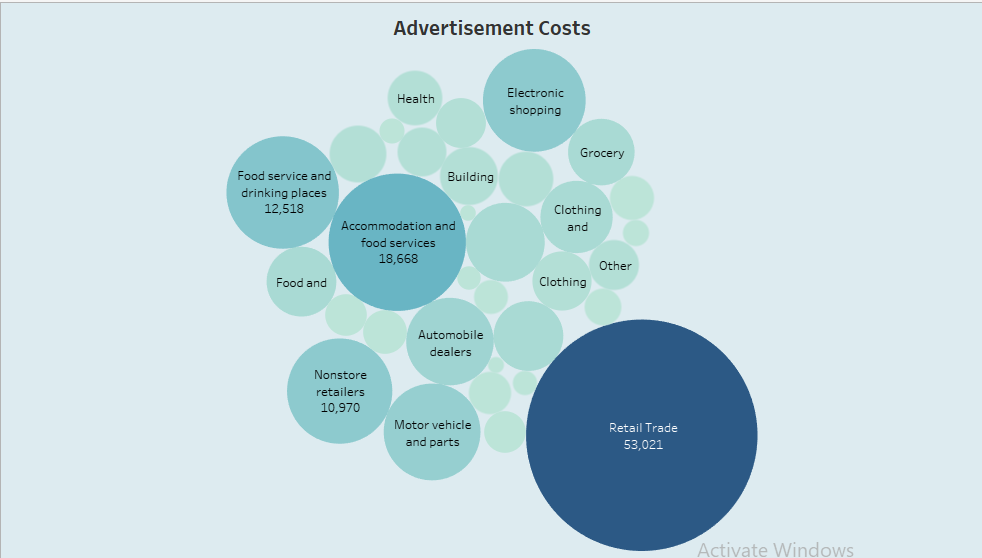 Advertisement Costs
Health
Electronic
shopping
Grocery
Building
Food service and
drinking places
12,518
Accommodation and
food services
18,668
Clothing
and
Food and
Clothing
Other
Automobile
dealers
Nonstore
retailers
10,970
Motor vehicle
and parts
Retail Trade
53,021
Activate Windows